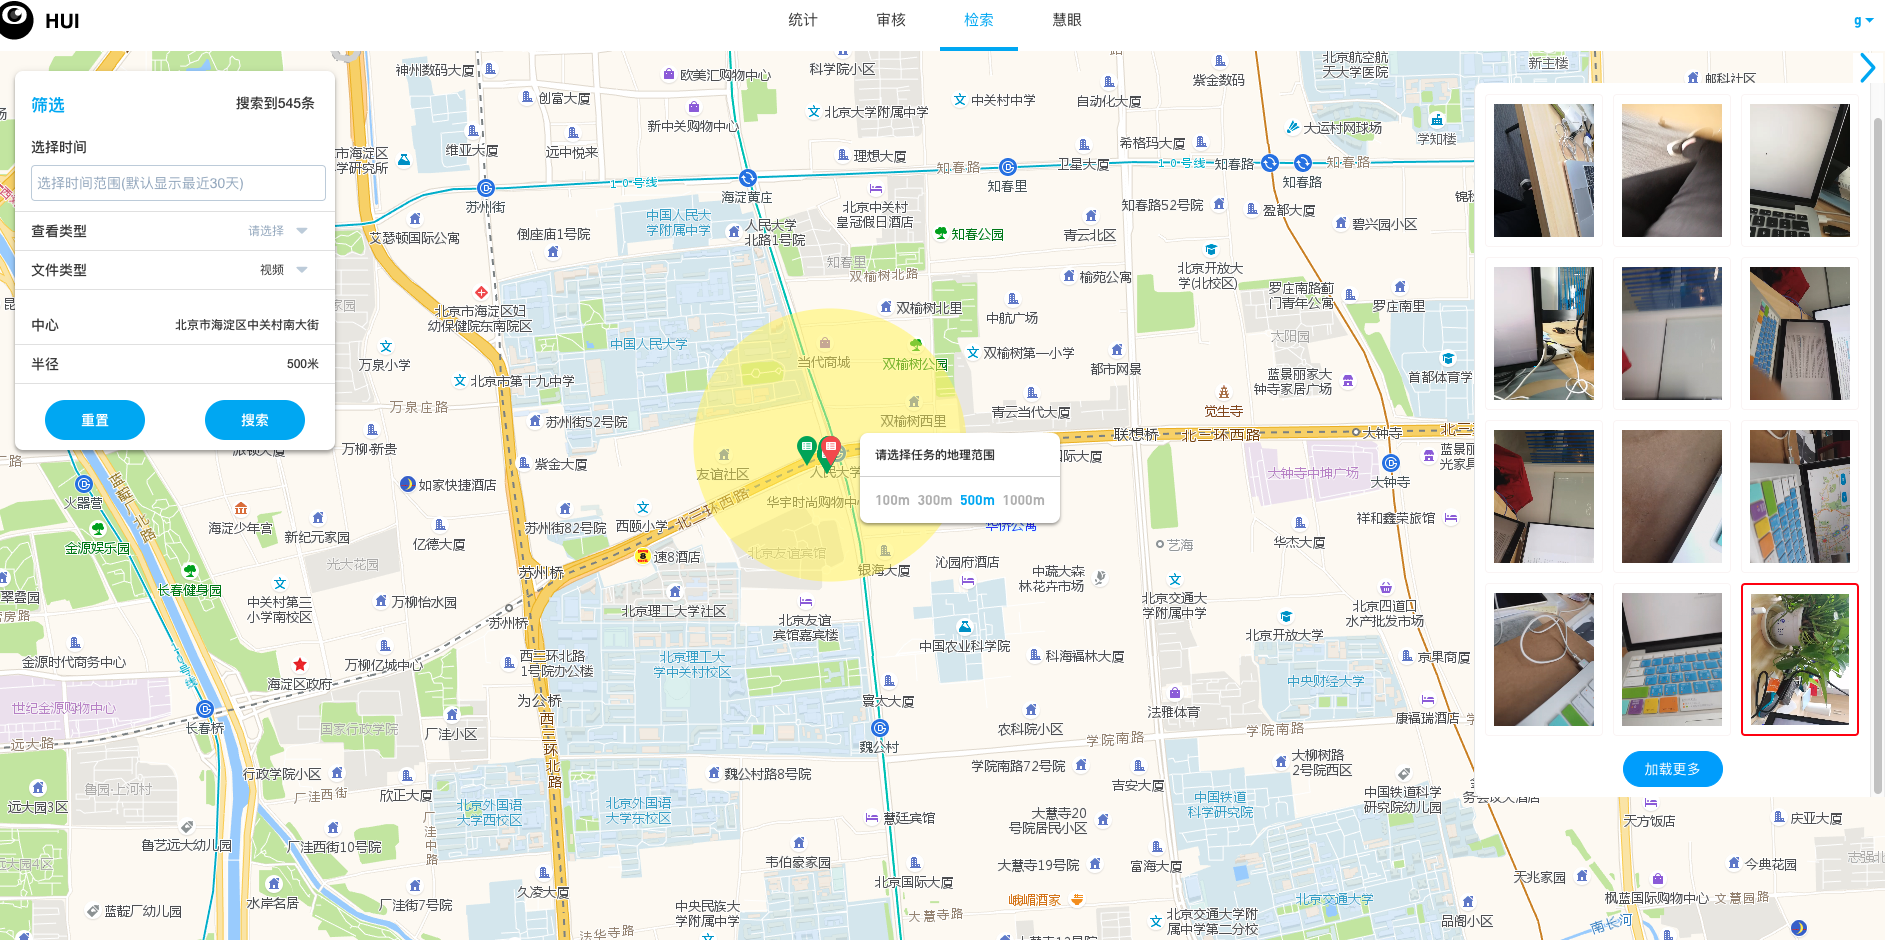 HUI
统计
审核
检索
慧眼
g
筛选
搜索到545条
选择时间
选择时间范围(默认显示最近30天)
查看类型
请选择
文件类型
视频
中心
北京市海淀区中关村南大街
半径
500米
重置
搜索
请选择任务的地理范围
100m 300m 500m 1000m
加载更多
神州数码大厦
欧美汇购物中心
科学院小区
紫金数码
北京航空航
天大学医院
新主楼
邮科社区
创富大厦
新中关购物中心
北京大学附属中学
中关村中学
自动化大厦
大运村网球场
学知楼
维亚大厦
远中悦来
理想大厦
知春路
卫星大厦
希格玛大厦
10号线
知春路
知春路
知春路
知春里
10号线
海淀黄庄
苏州街
北京中关村
皇冠假日酒店
知春路52号院
盈都大厦
碧兴园小区
艾瑟顿国际公寓
倒座庙1号院
中国人民大
学附属中学
人民大学
北路1号院
知春公园
青云北区
知春里
双榆树北路
榆苑公寓
北京开放大
学(北校区)
罗庄南路蓟
门青年公寓
罗庄南里
北京市海淀区妇
幼保健院东南院区
双榆树北里
中航广场
太阳园
万泉小学
中国人民大学
当代商城
双榆树公园
双榆树第一小学
都市网景
蓝景丽家大
钟寺家居广场
首都体育学
北京市第十九中学
万泉庄路
苏州街52号院
双榆树西里
青云当代大厦
觉生寺
联想桥
北三环西路
大钟寺
万柳新贵
紫金大厦
友谊社区
人民大学
国际大厦
大钟寺中坤广场
大钟寺
火器营
如家快捷酒店
华宇时尚购物中心
北三环西路
华侨公寓
祥和鑫荣旅馆
海淀少年宫
新纪元家园
亿德大厦
苏州街82号院
西颐小学
华杰大厦
金源娱乐园
光大花园
苏州桥
速8酒店
北京友谊宾馆
银海大厦
沁园府酒店
艺海
长春健身园
中关村第三
小学南校区
万柳怡水园
苏州桥
北京理工大学社区
北京友谊
宾馆嘉宾楼
中蔬大森
林花卉市场
北京交通大
学附属中学
北京四道口
水产批发市场
北京开放大学
中国农业科学院
金源时代商务中心
万柳亿城中心
海淀区政府
西三环北路
1号院办公楼
北京理工大
学中关村校区
科海福林大厦
京果商厦
中央财经大学
世纪金源购物中心
长春桥
为公桥
寰太大厦
法雅体育
康福瑞酒店
远大路
国家行政学院
厂洼小区
西三环北路
魏公村
农科院小区
学院南路
学院南路
行政学院小区
厂洼西街
欣正大厦
魏公村路8号院
学院南路72号院
吉安大厦
大柳树路
2号院西区
远大园3区
北京外国语
大学西校区
北京外国语
大学东校区
中国铁道
科学研究院
中国铁道科学
研究院幼儿园
鲁艺远大幼儿园
厂洼西街10号院
厂洼中路
慧廷宾馆
大慧寺20
号院居民小区
天方饭店
庆亚大厦
韦伯豪家园
大慧寺19号院
富海大厦
今典花园
水岸名居
厂洼街7号院
久凌大厦
北京国际大厦
天兆家园
枫蓝国际购物中心
文慧园路
蓝靛厂幼儿园
中央民族大
学附属中学
大慧寺路
峨嵋酒家
北京交通大学附
属中学第二分校
北京交通大学
品阁小区
南长河
法华寺路